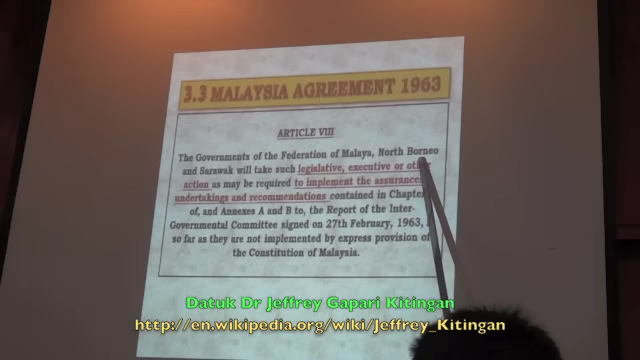 3.3 MALAYSIA AGREEMENT 1963
ARTICLE VIII
The Governments of the Federation of Malaya, North Borneo
and Sarawak will take such legislative, executive or other
action as may be required to implement the assurances
undertakings and recommendations contained in Chapter
of, and Annexes A and B to, the Report of the Inter-
Governmental Committee signed on 27th February, 1963,
so far as they are not implemented by express provision of
the Constitution of Malaysia.
Datuk Dr Jeffrey Gapari Kitingan
http://en.wikipedia.org/wiki/Jeffrey_Kitingan